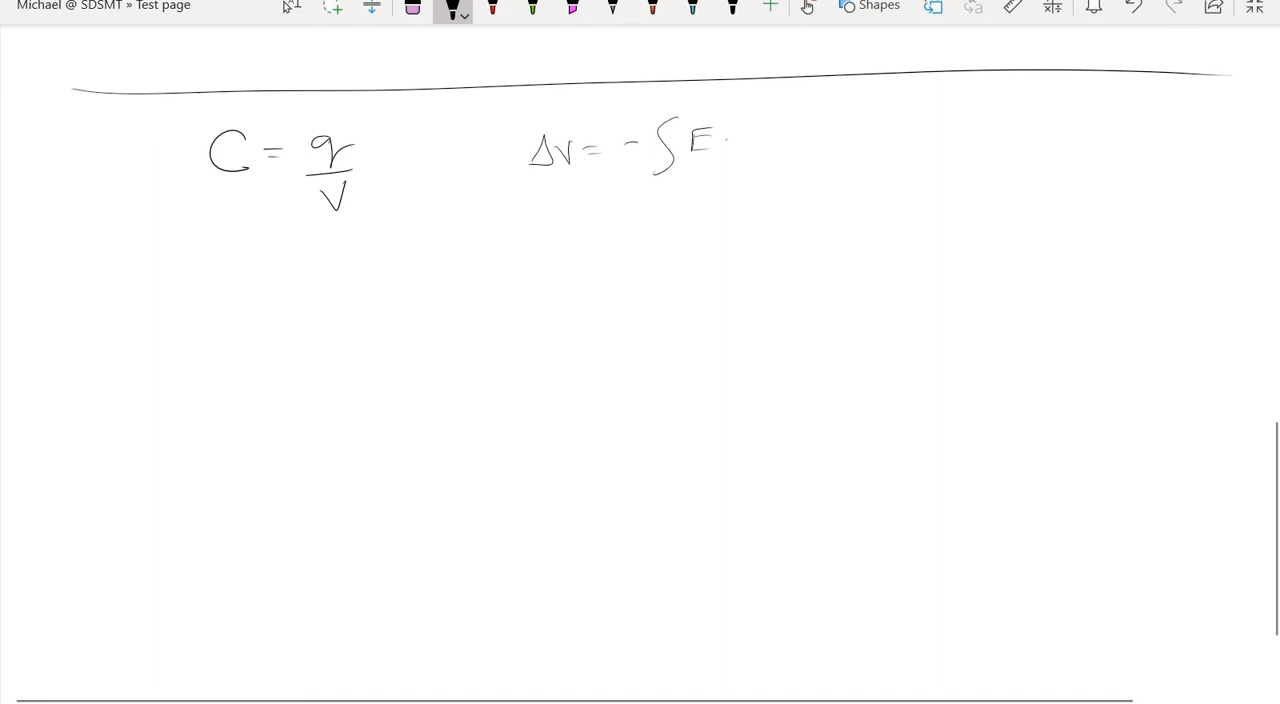 Michael @ SDSMT » Test page
Shapes
C = q/V
ΔV = -∫E·